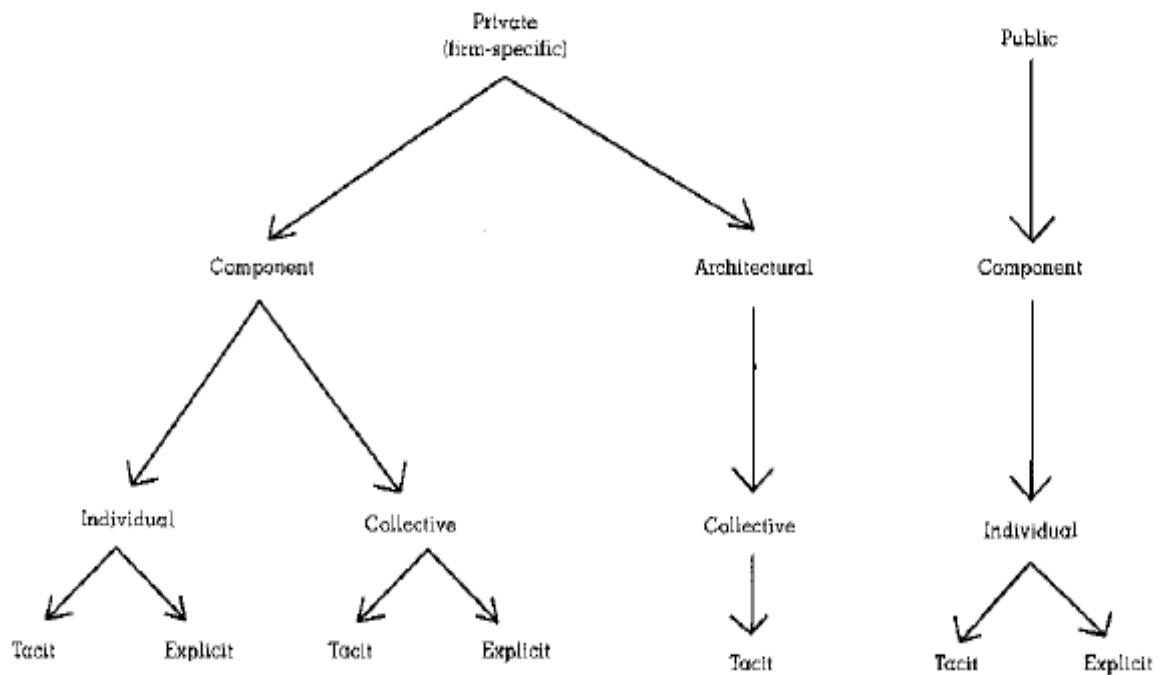 Private
(firm-specific)
Public
Component
Architectural
Component
Individual
Collective
Collective
Individual
Tacit
Explicit
Tacit
Explicit
Tacit
Tacit
Explicit